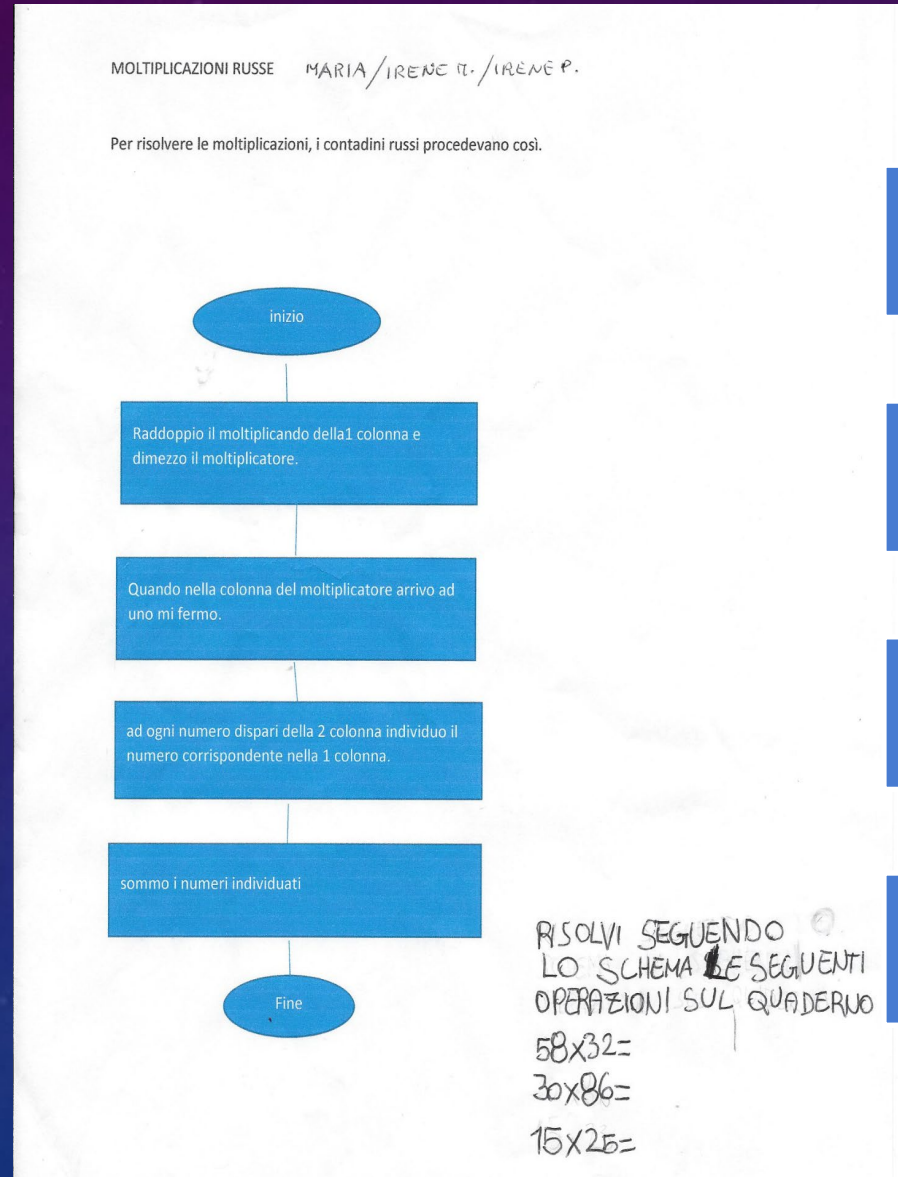 MOLTIPLICAZIONI RUSSE MARIA/IRENE M./IRENE P.
Per risolvere le moltiplicazioni, i contadini russi procedevano così.
inizio
Raddoppio il moltiplicando della1 colonna e
dimezzo il moltiplicatore.
Quando nella colonna del moltiplicatore arrivo ad
uno mi fermo.
ad ogni numero dispari della 2 colonna individuo il
numero corrispondente nella 1 colonna.
sommo i numeri individuati
Fine
RISOLVI SEGUENDO
LO SCHEMA LE SEGUENTI
OPERAZIONI SUL QUADERNO
58x32=
30x86=
15x25=